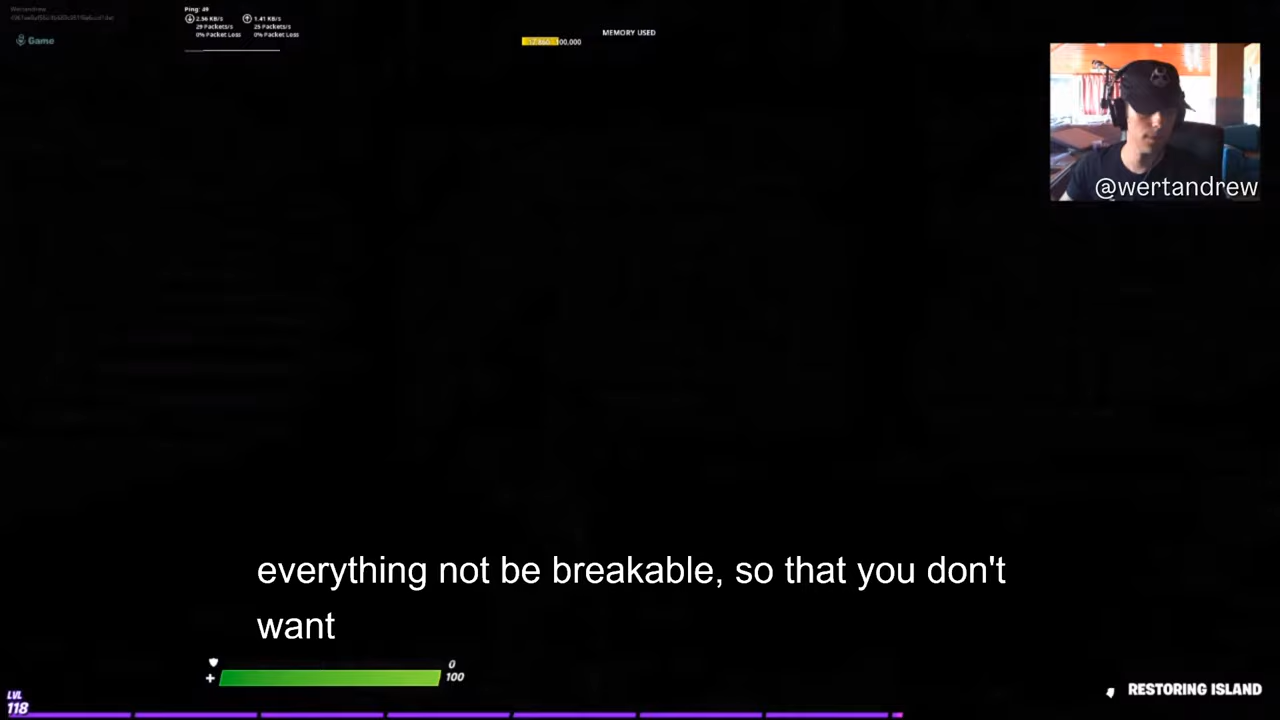 Wertandrew
Ping: 49
2.56 KB/s
1.41 KB/s
29 Packets/s
25 Packets/s
0% Packet Loss
0% Packet Loss
Game
MEMORY USED
100,000
@wertandrew
everything not be breakable, so that you don't
want
0
100
RESTORING ISLAND
LVL
118